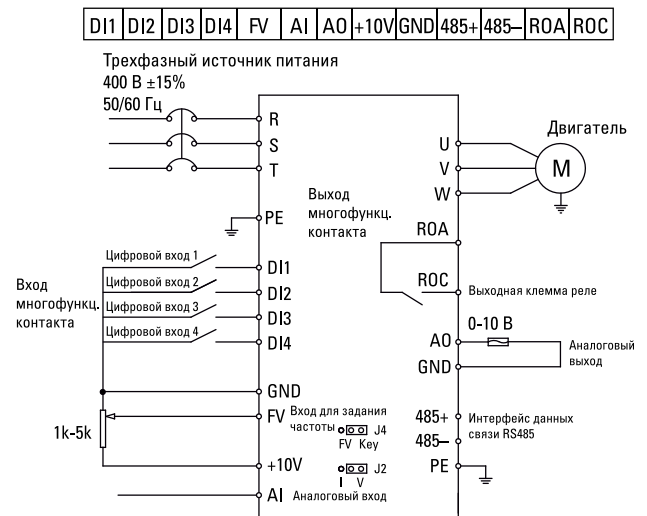 DI1 DI2 DI3 DI4 FV AI AO +10V GND 485+ 485– ROA ROC
Трехфазный источник питания
400 В ±15%
50/60 Гц
R
S
T
PE
U
V
W
Двигатель
M
Выход
многофункц.
контакта
ROA
ROC
Выходная клемма реле
Вход
многофункц.
контакта
Цифровой вход 1
Цифровой вход 2
Цифровой вход 3
Цифровой вход 4
DI1
DI2
DI3
DI4
0-10 В
AO
GND
Аналоговый
выход
GND
FV
Вход для задания
частоты
J4
FV Key
1k-5k
+10V
J2
I V
AI
Аналоговый вход
485+
485–
Интерфейс данных
связи RS485
PE